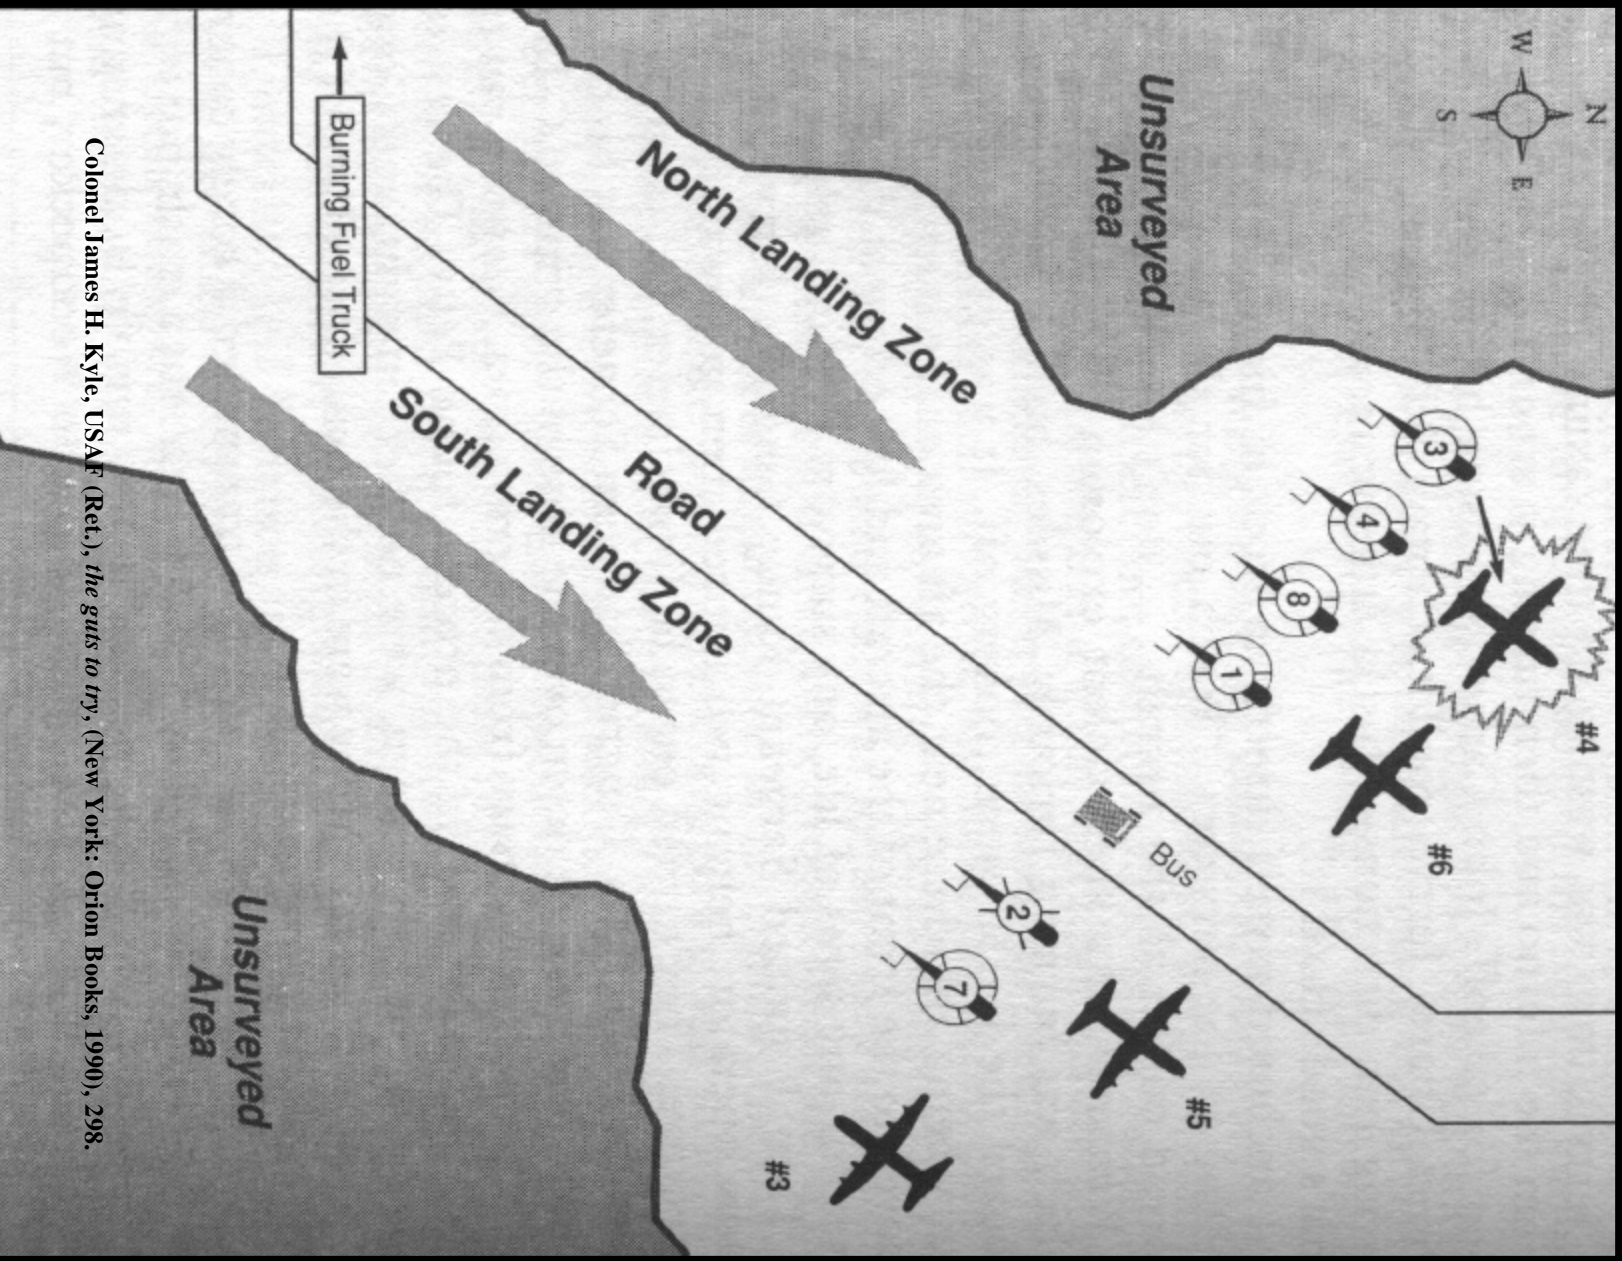 N
W E
S
#4
3
4
8
1
#6
Unsurveyed
Area
Bus
#5
2
7
North Landing Zone
#3
Road
South Landing Zone
Burning Fuel Truck
Unsurveyed
Area
Colonel James H. Kyle, USAF (Ret.), the guts to try, (New York: Orion Books, 1990), 298.